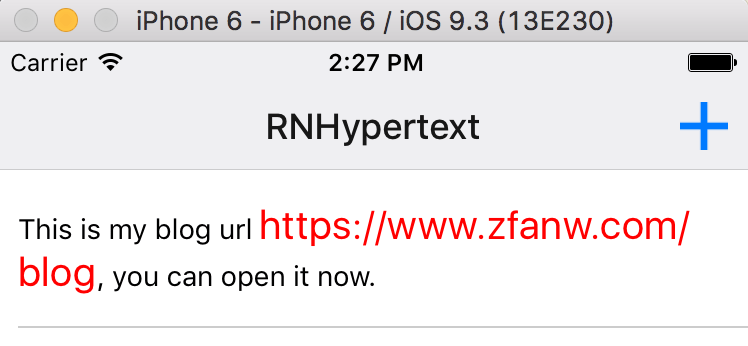 iPhone 6 - iPhone 6 / iOS 9.3 (13E230)
Carrier 2:27 PM
RNHypertext
This is my blog url https://www.zfanw.com/
blog, you can open it now.